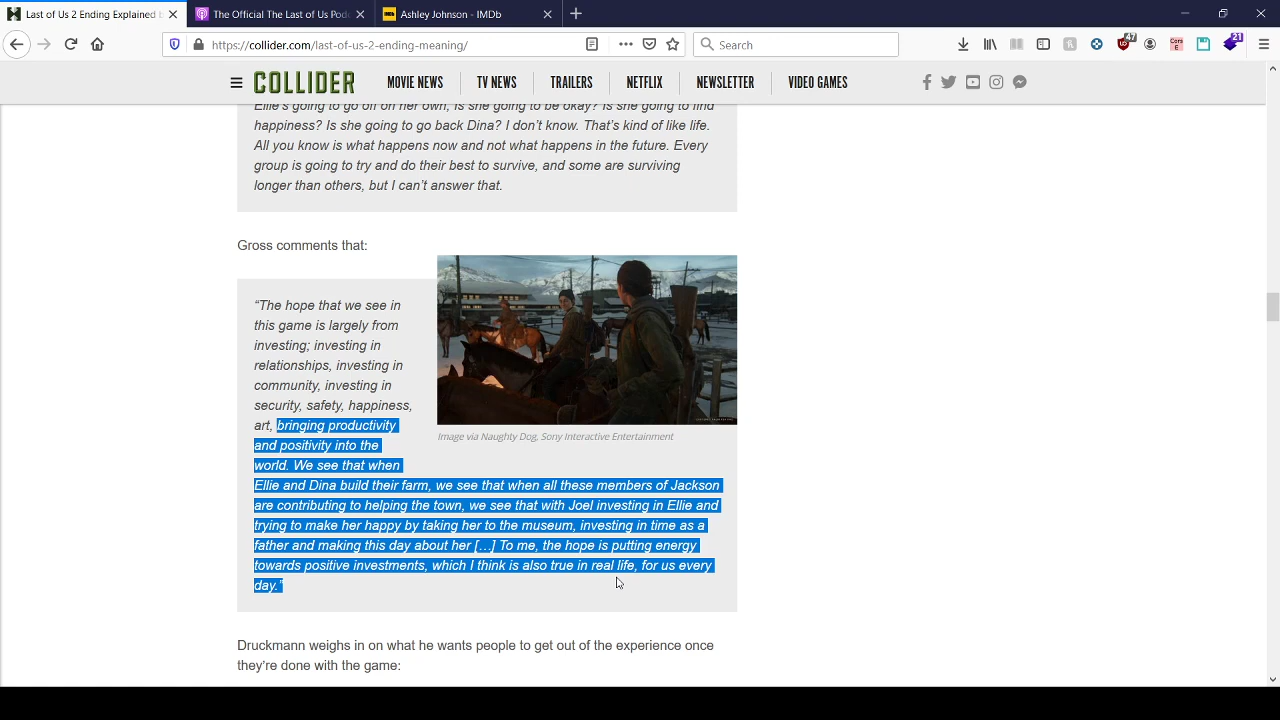 Last of Us 2 Ending Explained b
The Official The Last of Us Pod
Ashley Johnson - IMDb
https://collider.com/last-of-us-2-ending-meaning/
Search
47
21
COLLIDER
MOVIE NEWS
TV NEWS
TRAILERS
NETFLIX
NEWSLETTER
VIDEO GAMES
Ellie's going to go off on her own, Is she going to be okay? Is she going to find
happiness? Is she going to go back Dina? I don't know. That's kind of like life.
All you know is what happens now and not what happens in the future. Every
group is going to try and do their best to survive, and some are surviving
longer than others, but I can't answer that.
Gross comments that:
“The hope that we see in
this game is largely from
investing; investing in
relationships, investing in
community, investing in
security, safety, happiness,
art, bringing productivity
and positivity into the
world. We see that when
Ellie and Dina build their farm, we see that when all these members of Jackson
are contributing to helping the town, we see that with Joel investing in Ellie and
trying to make her happy by taking her to the museum, investing in time as a
father and making this day about her […] To me, the hope is putting energy
towards positive investments, which I think is also true in real life, for us every
day.”
Image via Naughty Dog, Sony Interactive Entertainment
Druckmann weighs in on what he wants people to get out of the experience once
they're done with the game: